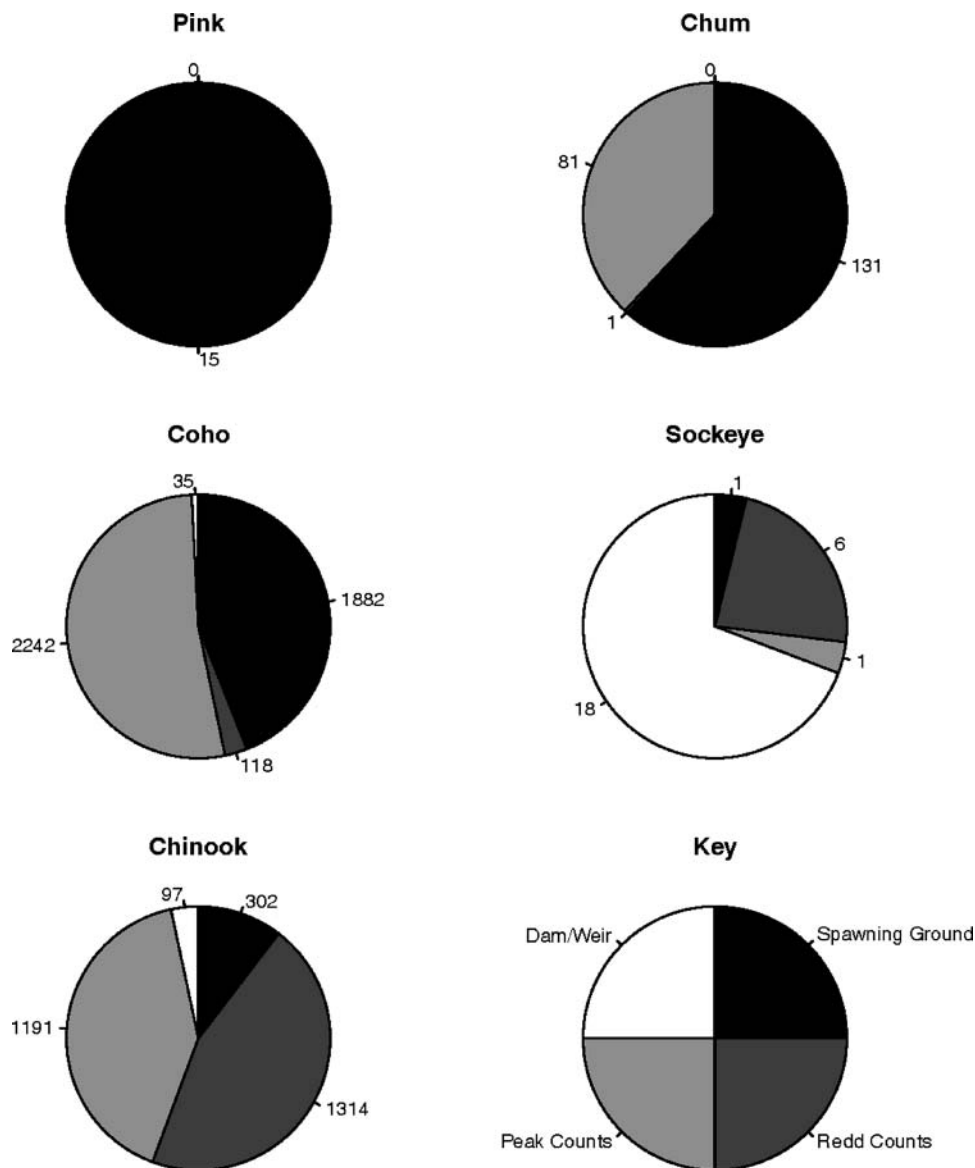 Pink
0
15
Chum
0
81
131
1
Coho
35
1882
2242
118
Sockeye
1
6
1
18
Chinook
97
302
1191
1314
Key
Dam/Weir
Spawning Ground
Peak Counts
Redd Counts